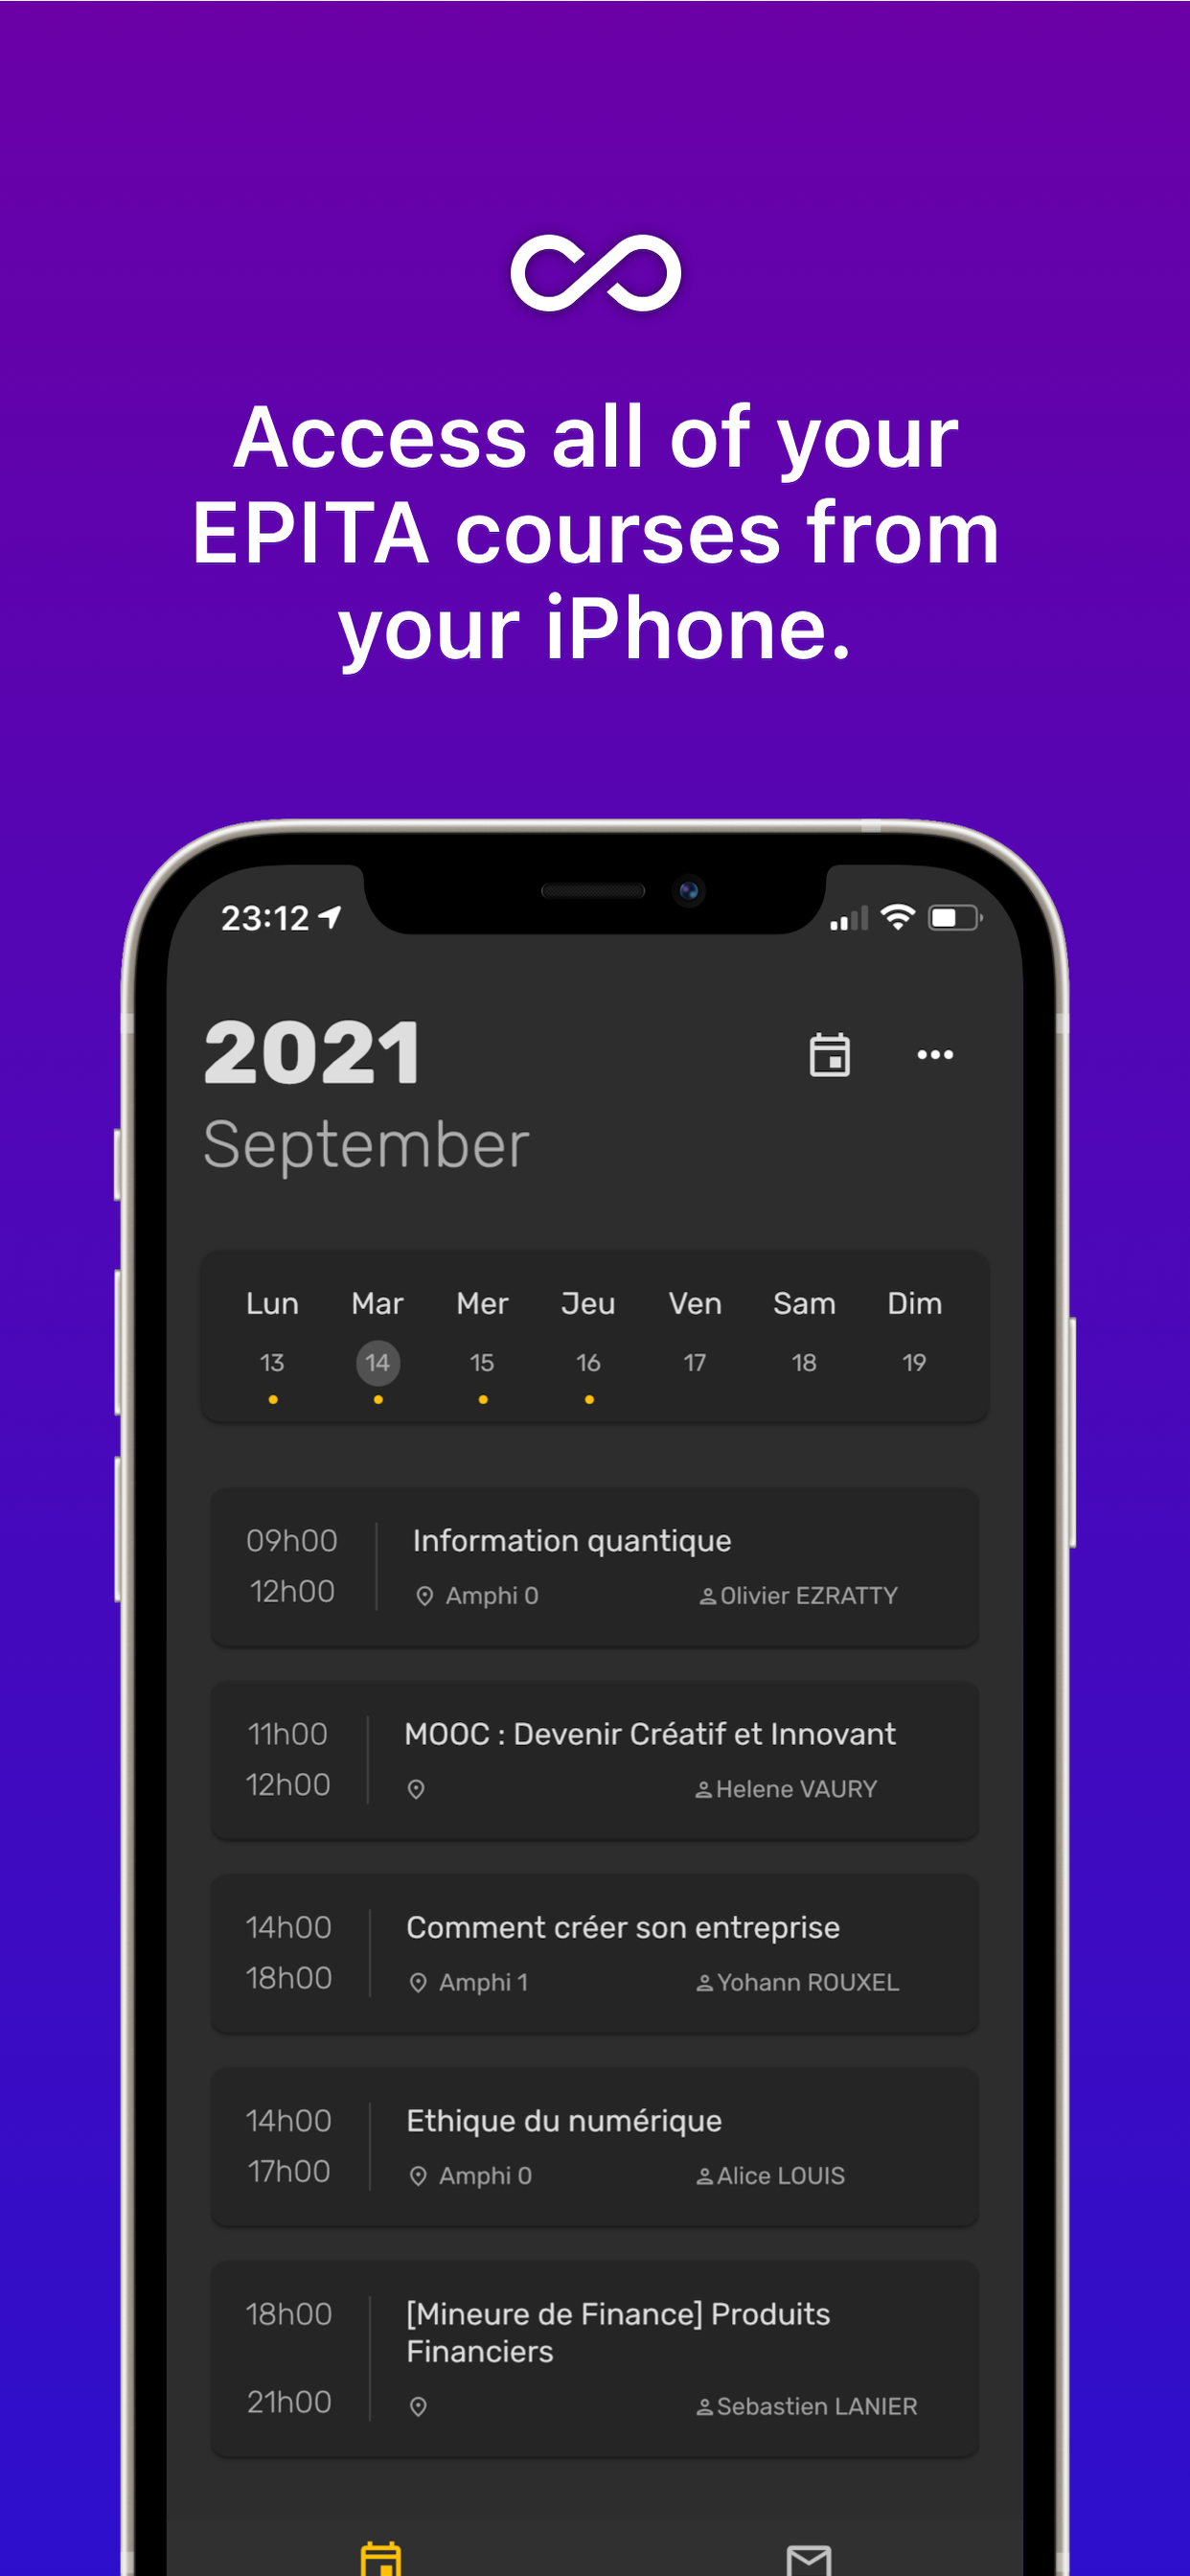 Access all of your
EPITA courses from
your iPhone.
23:12
2021
September
Lun Mar Mer Jeu Ven Sam Dim
13 14 15 16 17 18 19
09h00 Information quantique
12h00 Amphi 0 Olivier EZRATTY
11h00 MOOC : Devenir Créatif et Innovant
12h00 Helene VAURY
14h00 Comment créer son entreprise
18h00 Amphi 1 Yohann ROUXEL
14h00 Ethique du numérique
17h00 Amphi 0 Alice LOUIS
18h00 [Mineure de Finance] Produits
Financiers
21h00 Sebastien LANIER